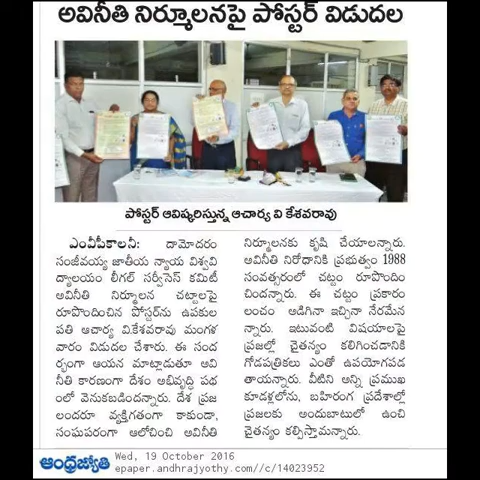 అవినీతి నిర్మూలనపై పోస్టర్ విడుదల
పోస్టర్ ఆవిష్కరిస్తున్న ఆచార్య వి కేశవరావు
ఎంవీపీకాలనీ: దామోదరం
సంజీవయ్య జాతీయ న్యాయ విశ్వవి
ద్యాలయం లీగల్ సర్వీసెస్ కమిటీ
అవినీతి నిర్మూలన చట్టాలపై
రూపొందించిన పోస్టర్‌ను ఉపకుల
పతి ఆచార్య వి.కేశవరావు మంగళ
వారం విడుదల చేశారు. ఈ సంద
ర్భంగా ఆయన మాట్లాడుతూ అవి
నీతి కారణంగా దేశం అభివృద్ధి పథ
ంలో వెనుకబడిందన్నారు. దేశ ప్రజ
లందరూ వ్యక్తిగతంగా కాకుండా,
సంఘపరంగా ఆలోచించి అవినీతి
నిర్మూలనకు కృషి చేయాలన్నారు.
అవినీతి నిరోధానికి ప్రభుత్వం 1988
సంవత్సరంలో చట్టం రూపొందిం
చిందన్నారు. ఈ చట్టం ప్రకారం
లంచం అడిగినా ఇచ్చినా నేరమేన
న్నారు. ఇటువంటి విషయాలపై
ప్రజల్లో చైతన్యం కలిగించడానికి
గోడపత్రికలు ఎంతో ఉపయోగపడ
తాయన్నారు. వీటిని అన్ని ప్రముఖ
కూడళ్లలోను, బహిరంగ ప్రదేశాల్లో
ప్రజలకు అందుబాటులో ఉంచి
చైతన్యం కల్పిస్తామన్నారు.
ఆంధ్రజ్యోతి
Wed, 19 October 2016
epaper.andhrajyothy.com//c/14023952